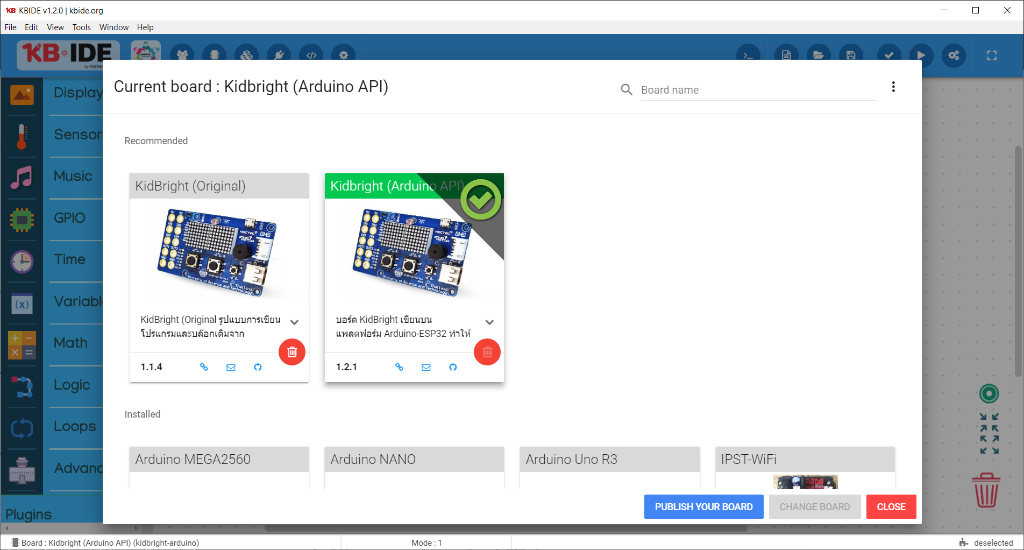 KBIDE v1.2.0 | kbide.org
File Edit View Tools Window Help
KB-IDE
Current board : Kidbright (Arduino API)
Board name
Display
Sensor
Music
GPIO
Time
Variabl
Math
Logic
Loops
Advanc
Plugins
Recommended
KidBright (Original)
Kidbright (Arduino API)
KidBright (Original รูปแบบการเขียน
โปรแกรมและบล๊อกเดิมจาก
บอร์ด KidBright เขียนบน
แพลตฟอร์ม Arduino-ESP32 ทำให้
1.1.4
1.2.1
Installed
Arduino MEGA2560
Arduino NANO
Arduino Uno R3
IPST-WiFi
PUBLISH YOUR BOARD
CHANGE BOARD
CLOSE
Board : Kidbright (Arduino API) (kidbright-arduino)
Mode : 1
deselected